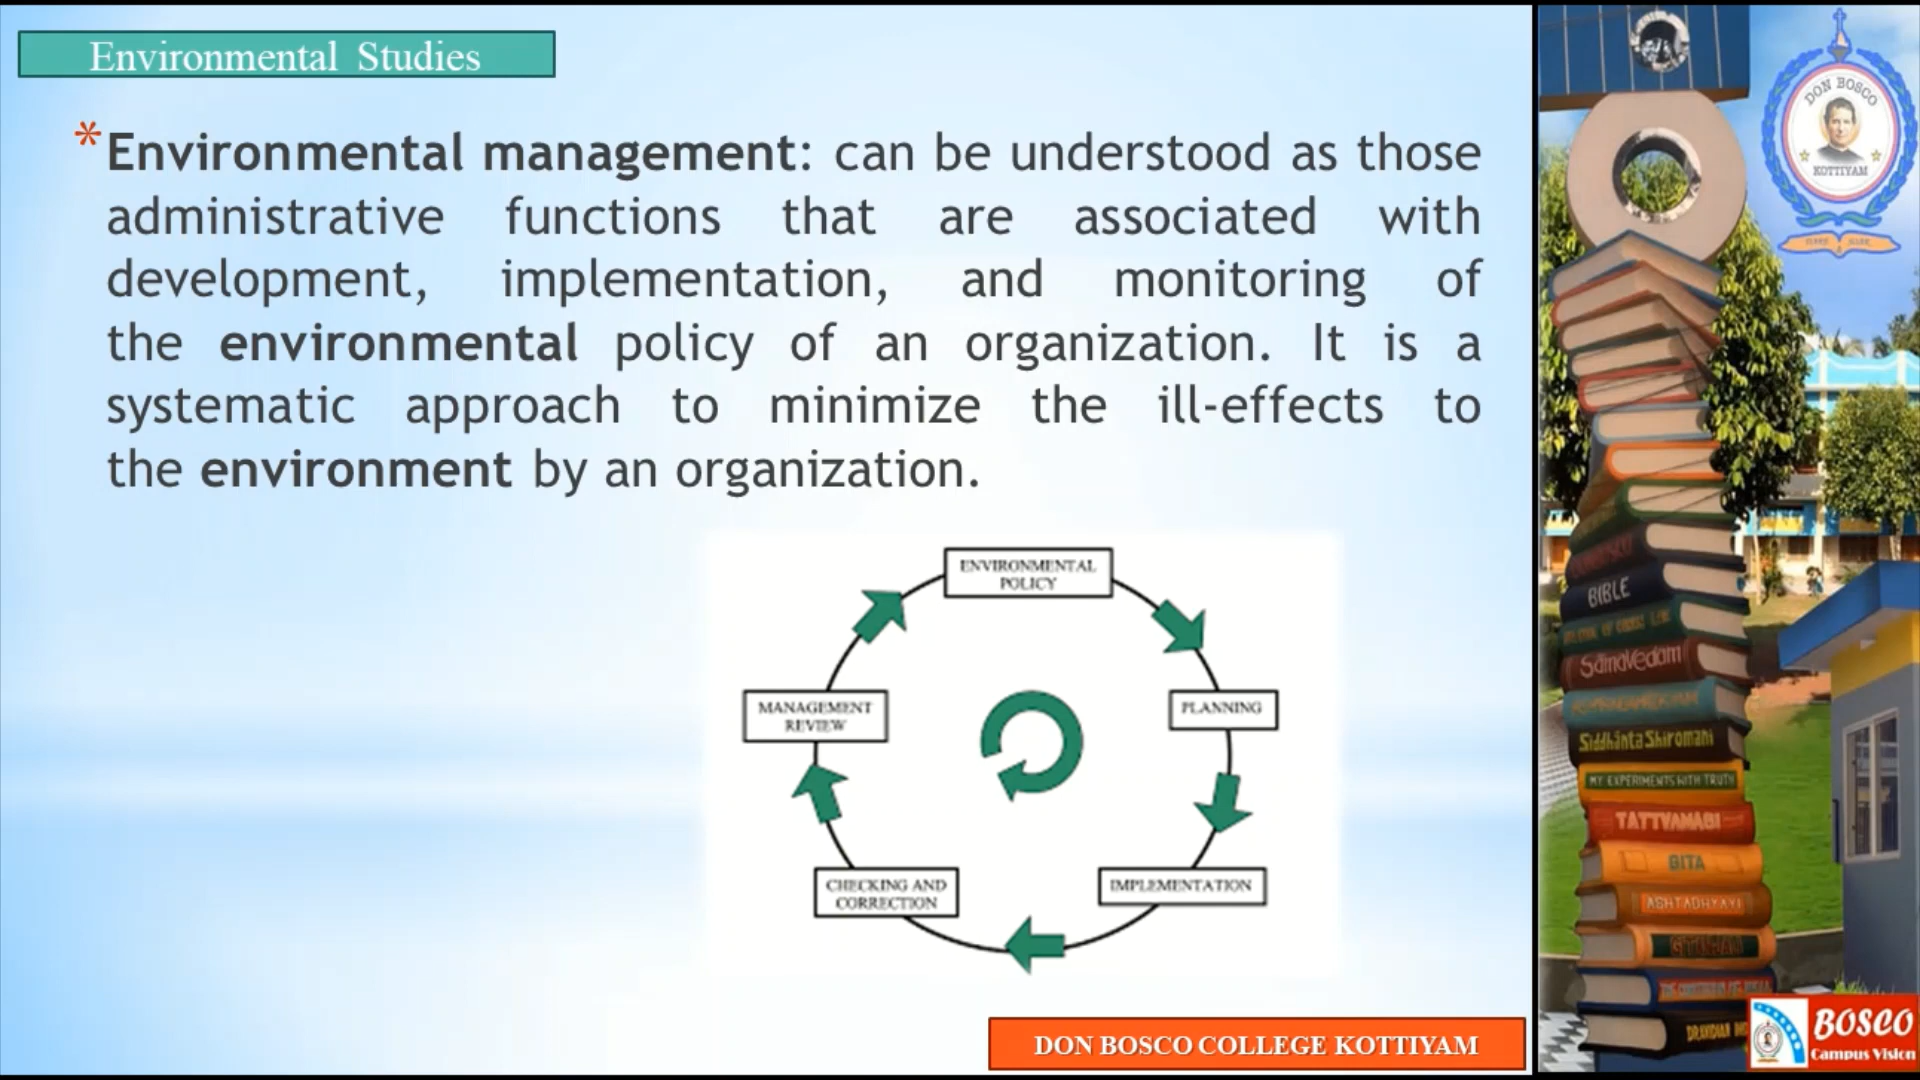 Environmental Studies
* Environmental management: can be understood as those
administrative functions that are associated with
development, implementation, and monitoring of
the environmental policy of an organization. It is a
systematic approach to minimize the ill-effects to
the environment by an organization.
ENVIRONMENTAL
POLICY
MANAGEMENT
REVIEW
PLANNING
CHECKING AND
CORRECTION
IMPLEMENTATION
DON BOSCO COLLEGE KOTTIYAM
DON BOSCO
KOTTIYAM
BIBLE
SamaVedam
Siddhanta Shiromani
MY EXPERIMENTS WITH TRUTH
TATTVAMASI
GITA
ASHTADHYAYI
BOSCO
Campus Vision